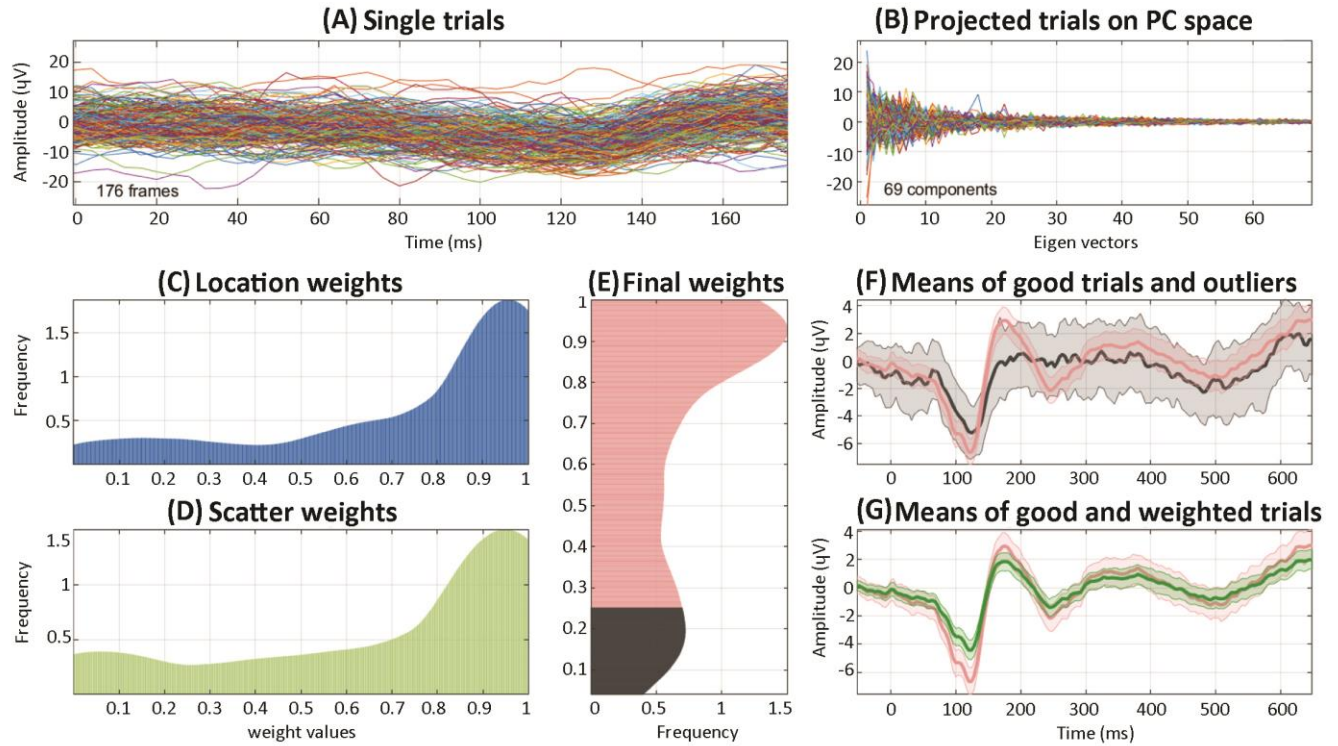 (A) Single trials
20
10
0
-10
-20
Amplitude (ɥV)
176 frames
0 20 40 60 80 100 120 140 160
Time (ms)
(B) Projected trials on PC space
20
10
0
-10
-20
69 components
0 10 20 30 40 50 60
Eigen vectors
(C) Location weights
1.5
1
0.5
Frequency
0.1 0.2 0.3 0.4 0.5 0.6 0.7 0.8 0.9 1
(D) Scatter weights
1.5
1
0.5
Frequency
0.1 0.2 0.3 0.4 0.5 0.6 0.7 0.8 0.9 1
weight values
(E) Final weights
1
0.9
0.8
0.7
0.6
0.5
0.4
0.3
0.2
0.1
0 0.5 1 1.5
Frequency
(F) Means of good trials and outliers
4
2
0
-2
-4
-6
Amplitude (ɥV)
0 100 200 300 400 500 600
(G) Means of good and weighted trials
4
2
0
-2
-4
-6
Amplitude (ɥV)
0 100 200 300 400 500 600
Time (ms)